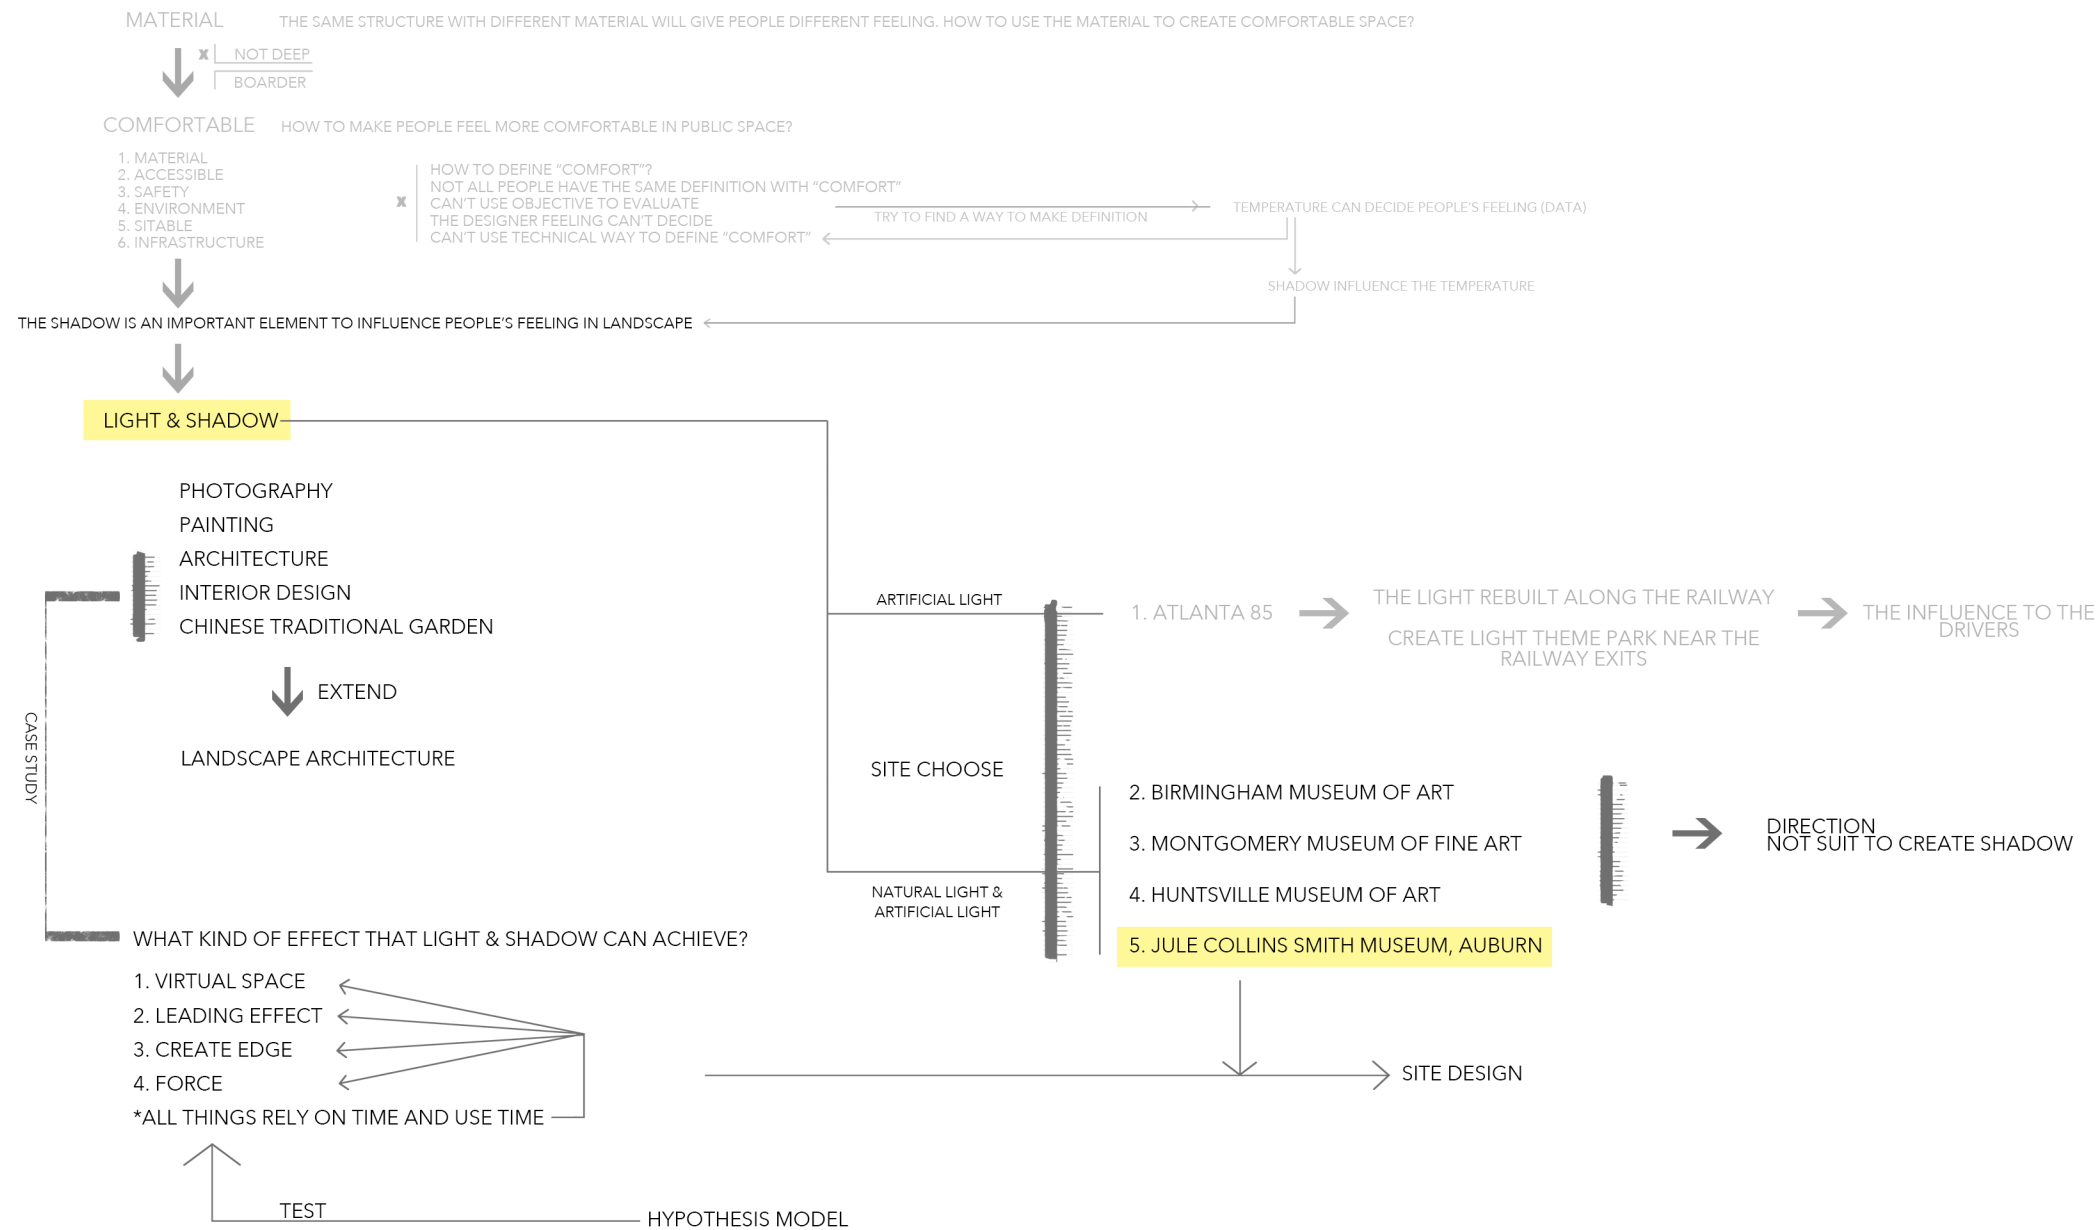 MATERIAL
THE SAME STRUCTURE WITH DIFFERENT MATERIAL WILL GIVE PEOPLE DIFFERENT FEELING. HOW TO USE THE MATERIAL TO CREATE COMFORTABLE SPACE?
X
NOT DEEP
BOARDER
COMFORTABLE
HOW TO MAKE PEOPLE FEEL MORE COMFORTABLE IN PUBLIC SPACE?
1. MATERIAL
2. ACCESSIBLE
3. SAFETY
4. ENVIRONMENT
5. SITABLE
6. INFRASTRUCTURE
X
HOW TO DEFINE “COMFORT”?
NOT ALL PEOPLE HAVE THE SAME DEFINITION WITH “COMFORT”
CAN’T USE OBJECTIVE TO EVALUATE
THE DESIGNER FEELING CAN’T DECIDE
CAN’T USE TECHNICAL WAY TO DEFINE “COMFORT”
TRY TO FIND A WAY TO MAKE DEFINITION
TEMPERATURE CAN DECIDE PEOPLE’S FEELING (DATA)
SHADOW INFLUENCE THE TEMPERATURE
THE SHADOW IS AN IMPORTANT ELEMENT TO INFLUENCE PEOPLE’S FEELING IN LANDSCAPE
LIGHT & SHADOW
PHOTOGRAPHY
PAINTING
ARCHITECTURE
INTERIOR DESIGN
CHINESE TRADITIONAL GARDEN
EXTEND
LANDSCAPE ARCHITECTURE
CASE STUDY
ARTIFICIAL LIGHT
SITE CHOOSE
NATURAL LIGHT &
ARTIFICIAL LIGHT
1. ATLANTA 85
THE LIGHT REBUILT ALONG THE RAILWAY
CREATE LIGHT THEME PARK NEAR THE
RAILWAY EXITS
THE INFLUENCE TO THE
DRIVERS
2. BIRMINGHAM MUSEUM OF ART
3. MONTGOMERY MUSEUM OF FINE ART
4. HUNTSVILLE MUSEUM OF ART
5. JULE COLLINS SMITH MUSEUM, AUBURN
DIRECTION
NOT SUIT TO CREATE SHADOW
WHAT KIND OF EFFECT THAT LIGHT & SHADOW CAN ACHIEVE?
1. VIRTUAL SPACE
2. LEADING EFFECT
3. CREATE EDGE
4. FORCE
*ALL THINGS RELY ON TIME AND USE TIME
SITE DESIGN
TEST
HYPOTHESIS MODEL